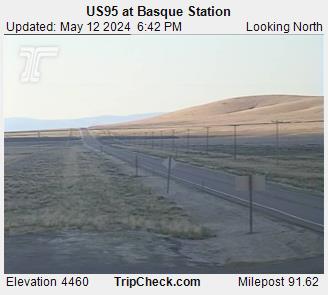 US95 at Basque Station
Updated: May 12 2024 6:42 PM Looking North
Elevation 4460 TripCheck.com Milepost 91.62